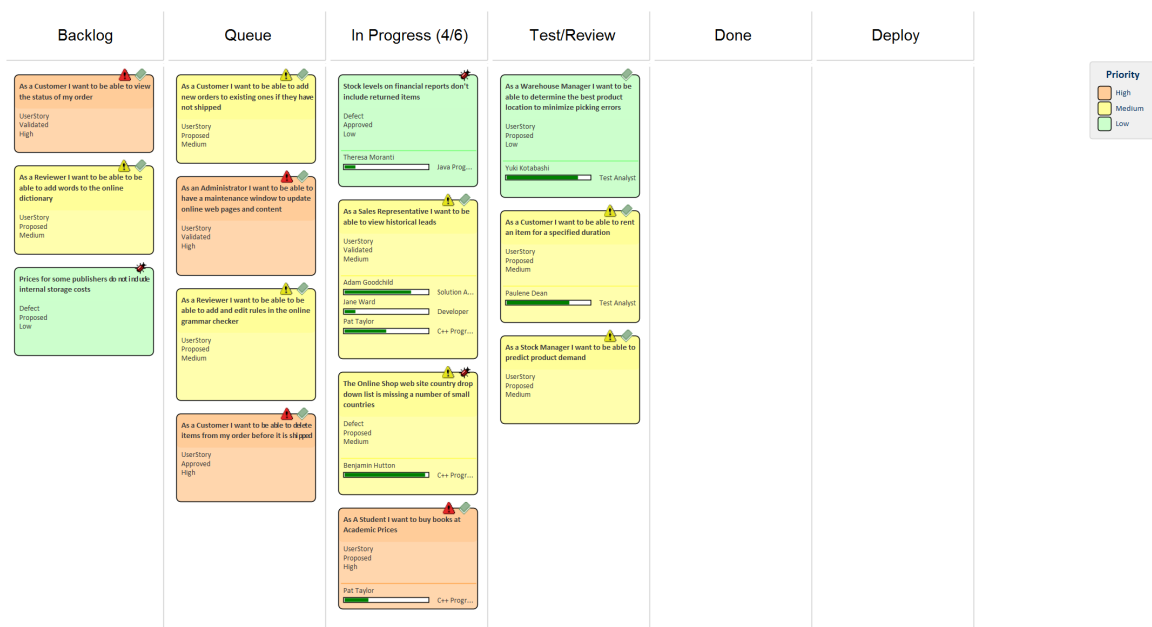 Backlog
Queue
In Progress (4/6)
Test/Review
Done
Deploy
As a Customer I want to be able to view
the status of my order
UserStory
Validated
High
As a Reviewer I want to be able to be
able to add words to the online
dictionary
UserStory
Proposed
Medium
Prices for some publishers do not include
internal storage costs
Defect
Proposed
Low
As a Customer I want to be able to add
new orders to existing ones if they have
not shipped
UserStory
Proposed
Medium
As an Administrator I want to be able to
have a maintenance window to update
online web pages and content
UserStory
Validated
High
As a Reviewer I want to be able to be
able to add and edit rules in the online
grammar checker
UserStory
Proposed
Medium
As a Customer I want to be able to delete
items from my order before it is shipped
UserStory
Approved
High
Stock levels on financial reports don't
include returned items
Defect
Approved
Low
Theresa Moranti
Java Prog...
As a Sales Representative I want to be
able to view historical leads
UserStory
Validated
Medium
Adam Goodchild
Solution A...
Jane Ward
Developer
Pat Taylor
C++ Progr...
The Online Shop web site country drop
down list is missing a number of small
countries
Defect
Proposed
Medium
Benjamin Hutton
C++ Progr...
As A Student I want to buy books at
Academic Prices
UserStory
Proposed
High
Pat Taylor
C++ Progr...
As a Warehouse Manager I want to be
able to determine the best product
location to minimize picking errors
UserStory
Proposed
Low
Yuki Kotabashi
Test Analyst
As a Customer I want to be able to rent
an item for a specified duration
UserStory
Proposed
Medium
Paulene Dean
Test Analyst
As a Stock Manager I want to be able to
predict product demand
UserStory
Proposed
Medium
Priority
High
Medium
Low